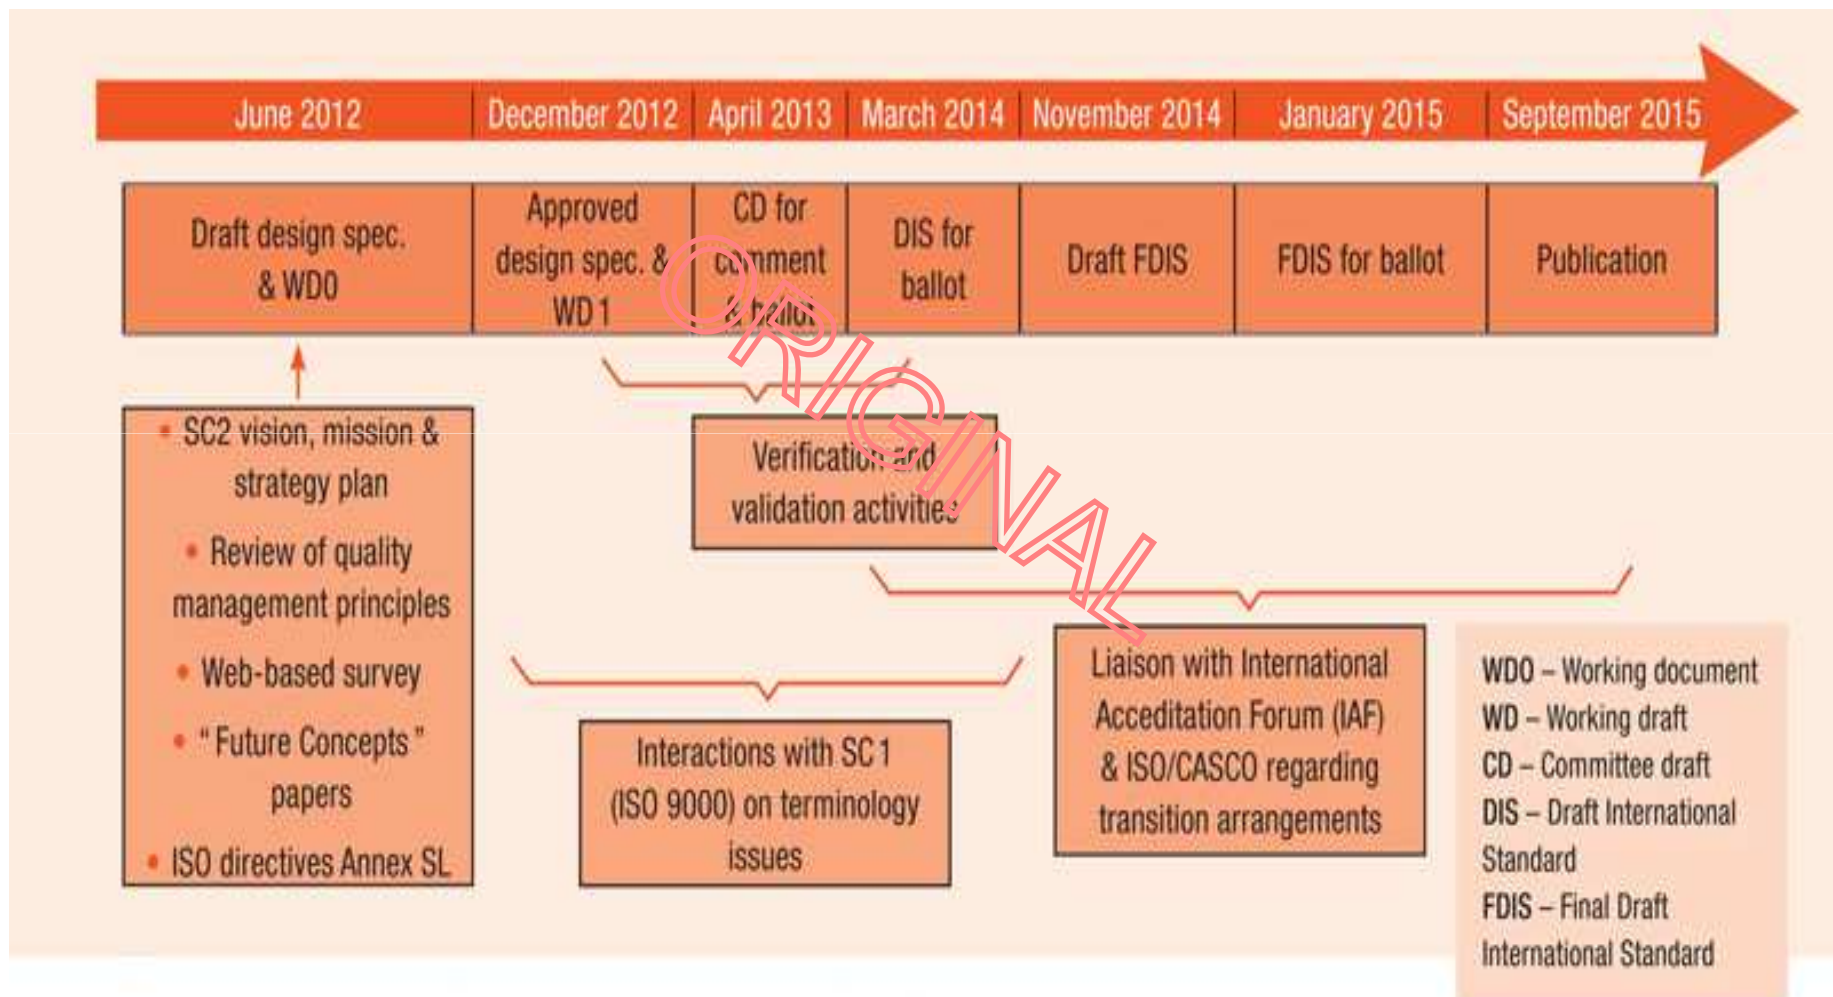 June 2012
December 2012
April 2013
March 2014
November 2014
January 2015
September 2015
Draft design spec.
& WD0
Approved
design spec. &
WD 1
CD for
comment
& ballot
DIS for
ballot
Draft FDIS
FDIS for ballot
Publication
• SC2 vision, mission &
strategy plan
• Review of quality
management principles
• Web-based survey
• “ Future Concepts ”
papers
• ISO directives Annex SL
Verification and
validation activities
Interactions with SC 1
(ISO 9000) on terminology
issues
Liaison with International
Acceditation Forum (IAF)
& ISO/CASCO regarding
transition arrangements
WDO – Working document
WD – Working draft
CD – Committee draft
DIS – Draft International
Standard
FDIS – Final Draft
International Standard
ORIGINAL